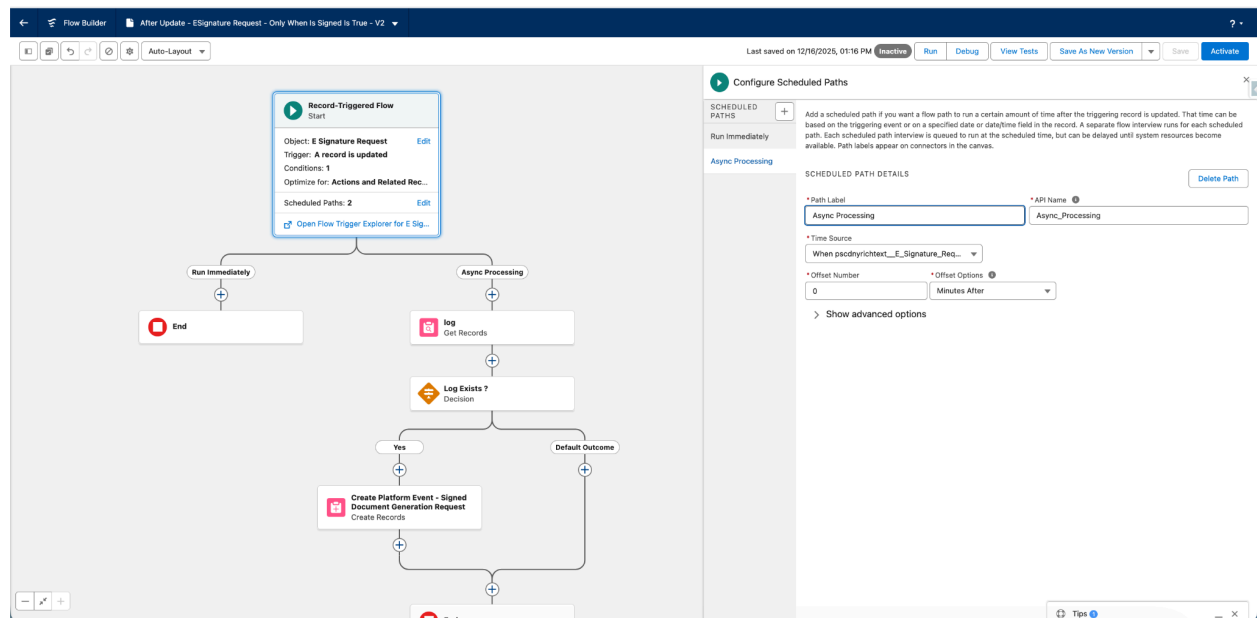 Flow Builder
After Update - ESignature Request - Only When Is Signed Is True - V2
?
Auto-Layout
Last saved on 12/16/2025, 01:16 PM
Inactive
Run
Debug
View Tests
Save As New Version
Save
Activate
Record-Triggered Flow
Start
Object: E Signature Request Edit
Trigger: A record is updated
Conditions: 1
Optimize for: Actions and Related Rec...
Scheduled Paths: 2 Edit
Open Flow Trigger Explorer for E Sig...
Run Immediately
Async Processing
End
log
Get Records
Log Exists ?
Decision
Yes
Default Outcome
Create Platform Event - Signed
Document Generation Request
Create Records
Configure Scheduled Paths
SCHEDULED
PATHS
Run Immediately
Async Processing
Add a scheduled path if you want a flow path to run a certain amount of time after the triggering record is updated. That time can be
based on the triggering event or on a specified date or date/time field in the record. A separate flow interview runs for each scheduled
path. Each scheduled path interview is queued to run at the scheduled time, but can be delayed until system resources become
available. Path labels appear on connectors in the canvas.
SCHEDULED PATH DETAILS
Delete Path
* Path Label
Async Processing
* API Name
Async_Processing
* Time Source
When pscdnyrichtext__E_Signature_Req...
* Offset Number
0
* Offset Options
Minutes After
Show advanced options
Tips 1